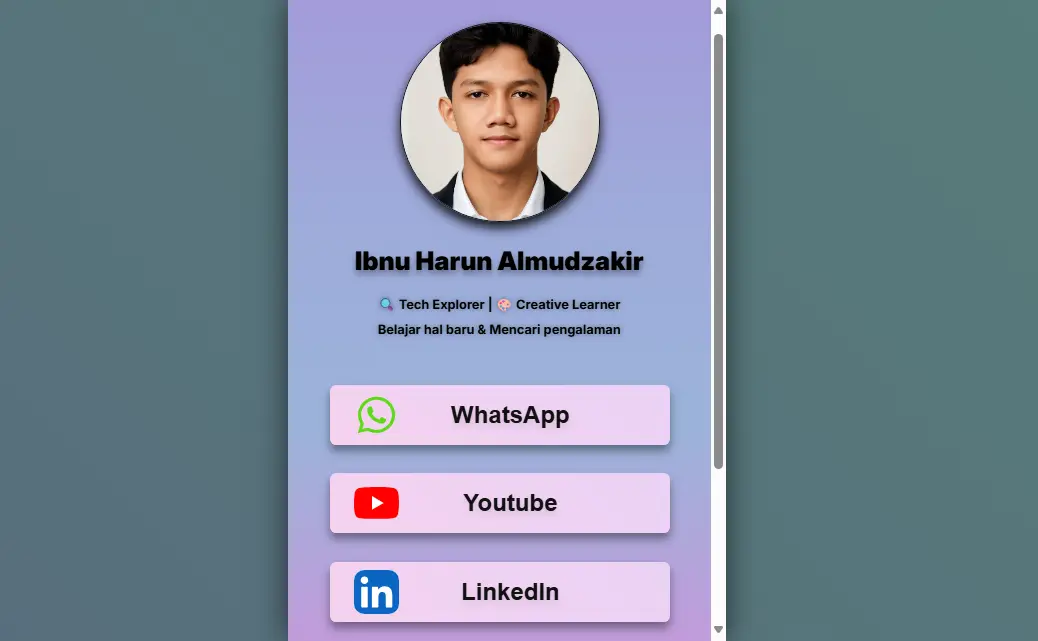 Ibnu Harun Almudzakir
🔍 Tech Explorer | 🎨 Creative Learner
Belajar hal baru & Mencari pengalaman
WhatsApp
Youtube
in LinkedIn